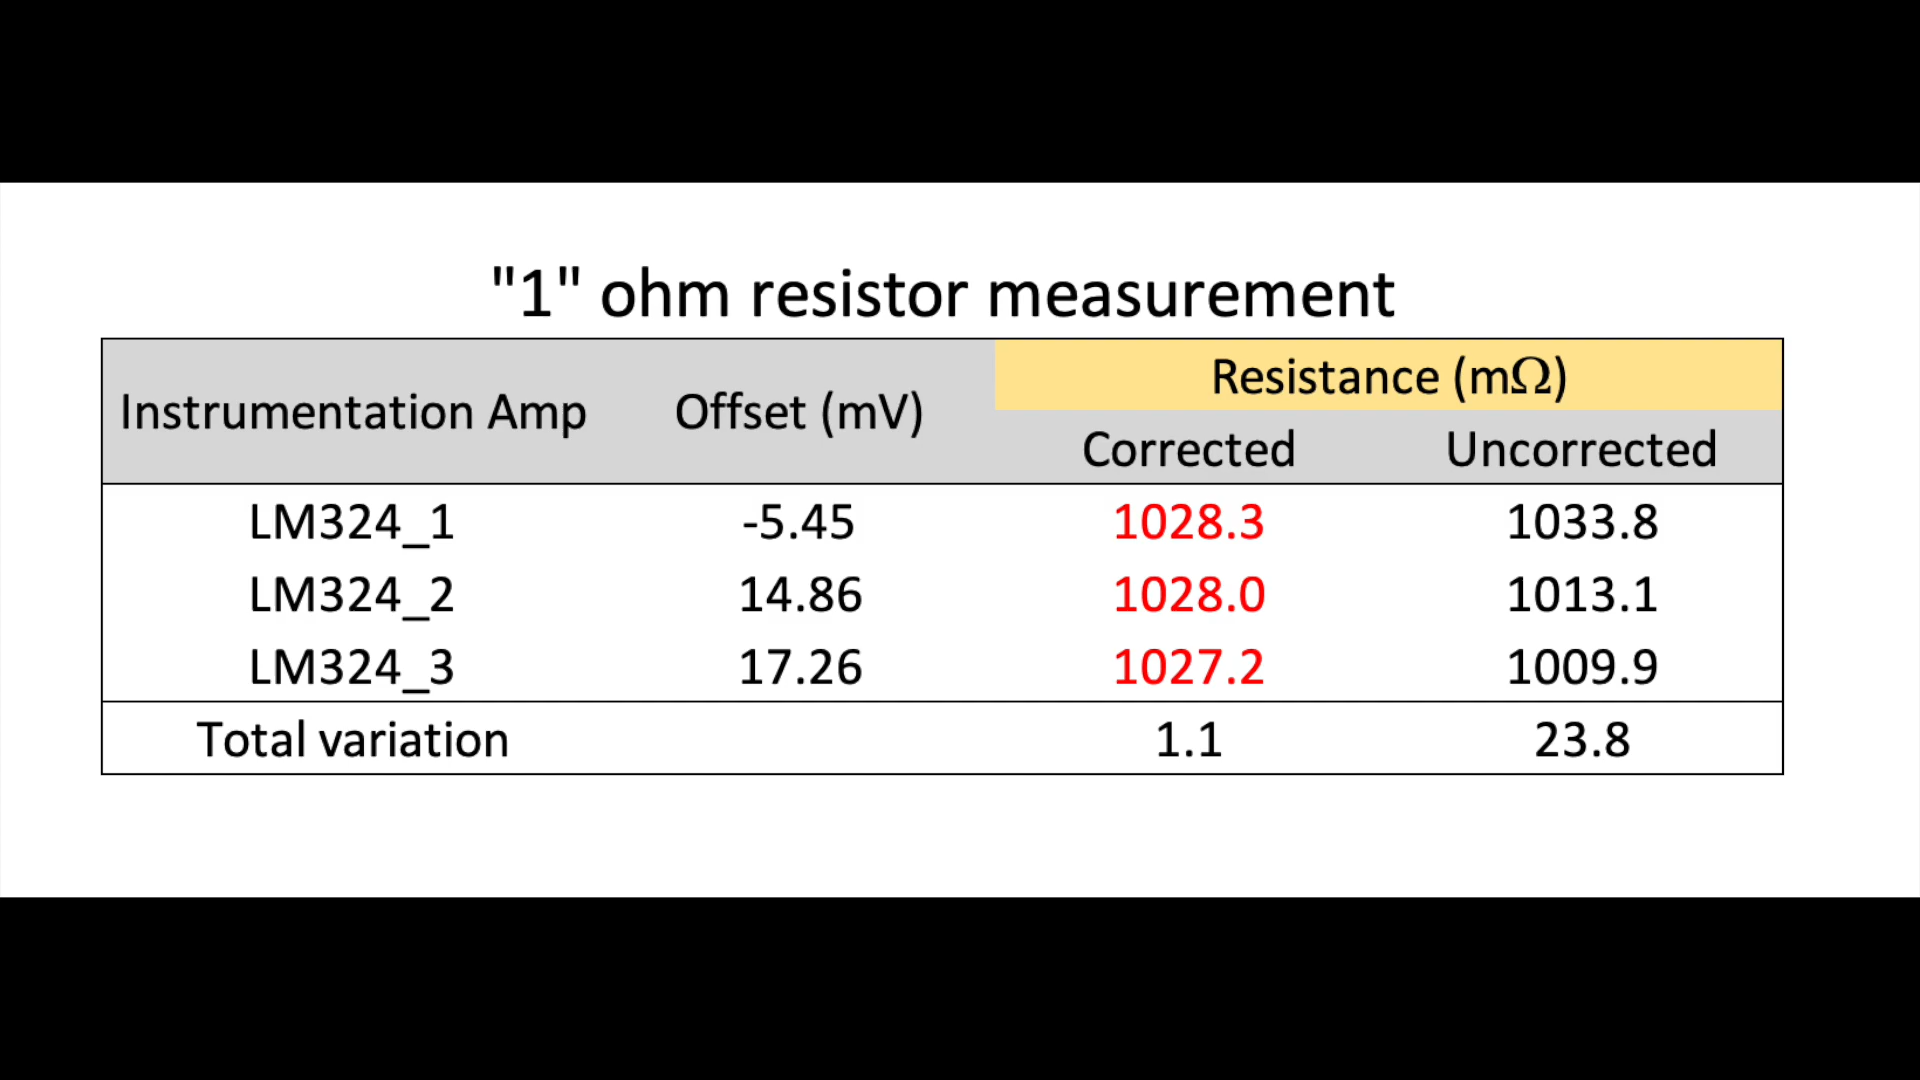 "1" ohm resistor measurement
Instrumentation Amp Offset (mV) Resistance (mΩ)
Corrected Uncorrected
LM324_1 -5.45 1028.3 1033.8
LM324_2 14.86 1028.0 1013.1
LM324_3 17.26 1027.2 1009.9
Total variation 1.1 23.8